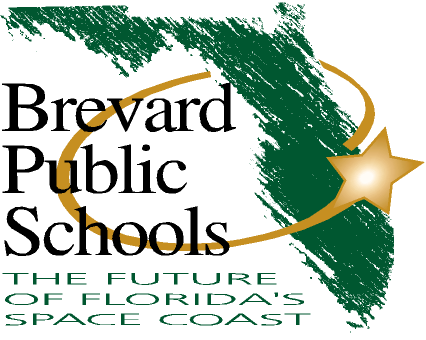 Brevard
Public
Schools
THE FUTURE
OF FLORIDA'S
SPACE COAST